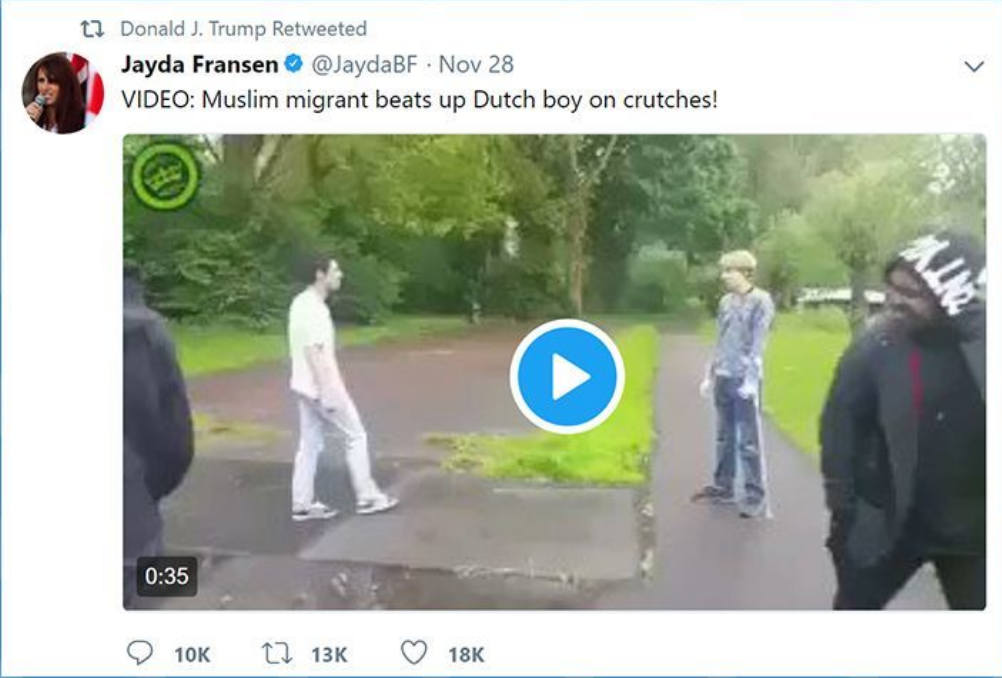 Donald J. Trump Retweeted
Jayda Fransen @JaydaBF · Nov 28
VIDEO: Muslim migrant beats up Dutch boy on crutches!
0:35
10K 13K 18K